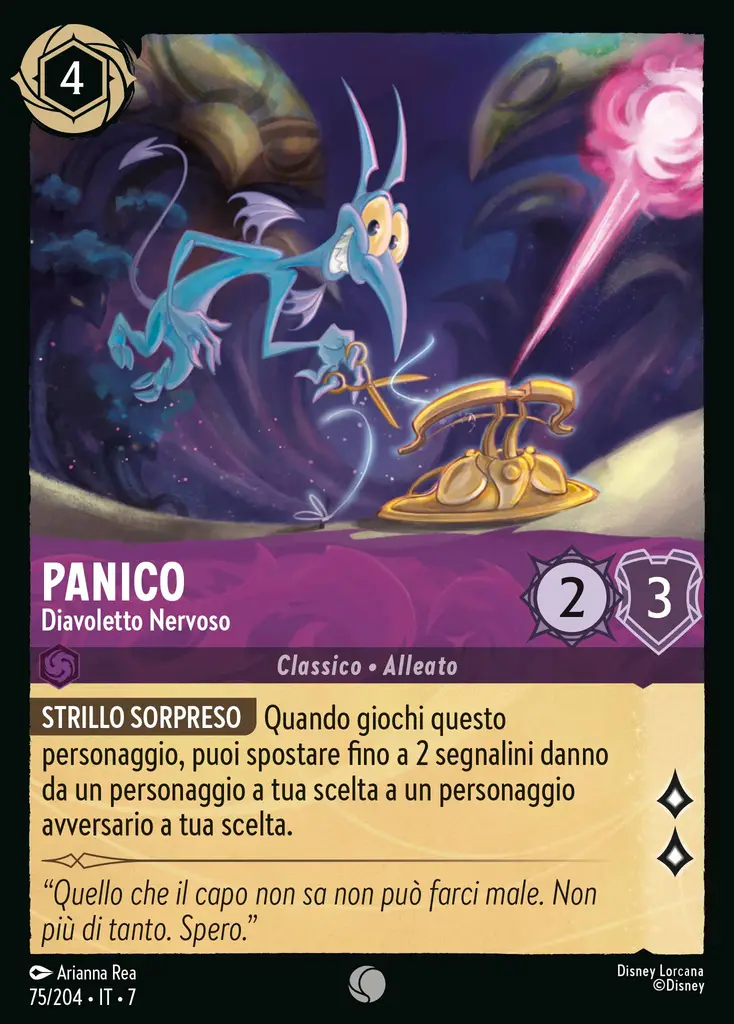 4
PANICO
Diavoletto Nervoso
2
3
Classico • Alleato
STRILLO SORPRESO Quando giochi questo
personaggio, puoi spostare fino a 2 segnalini danno
da un personaggio a tua scelta a un personaggio
avversario a tua scelta.
“Quello che il capo non sa non può farci male. Non
più di tanto. Spero.”
Arianna Rea
75/204 • IT • 7
Disney Lorcana
©Disney